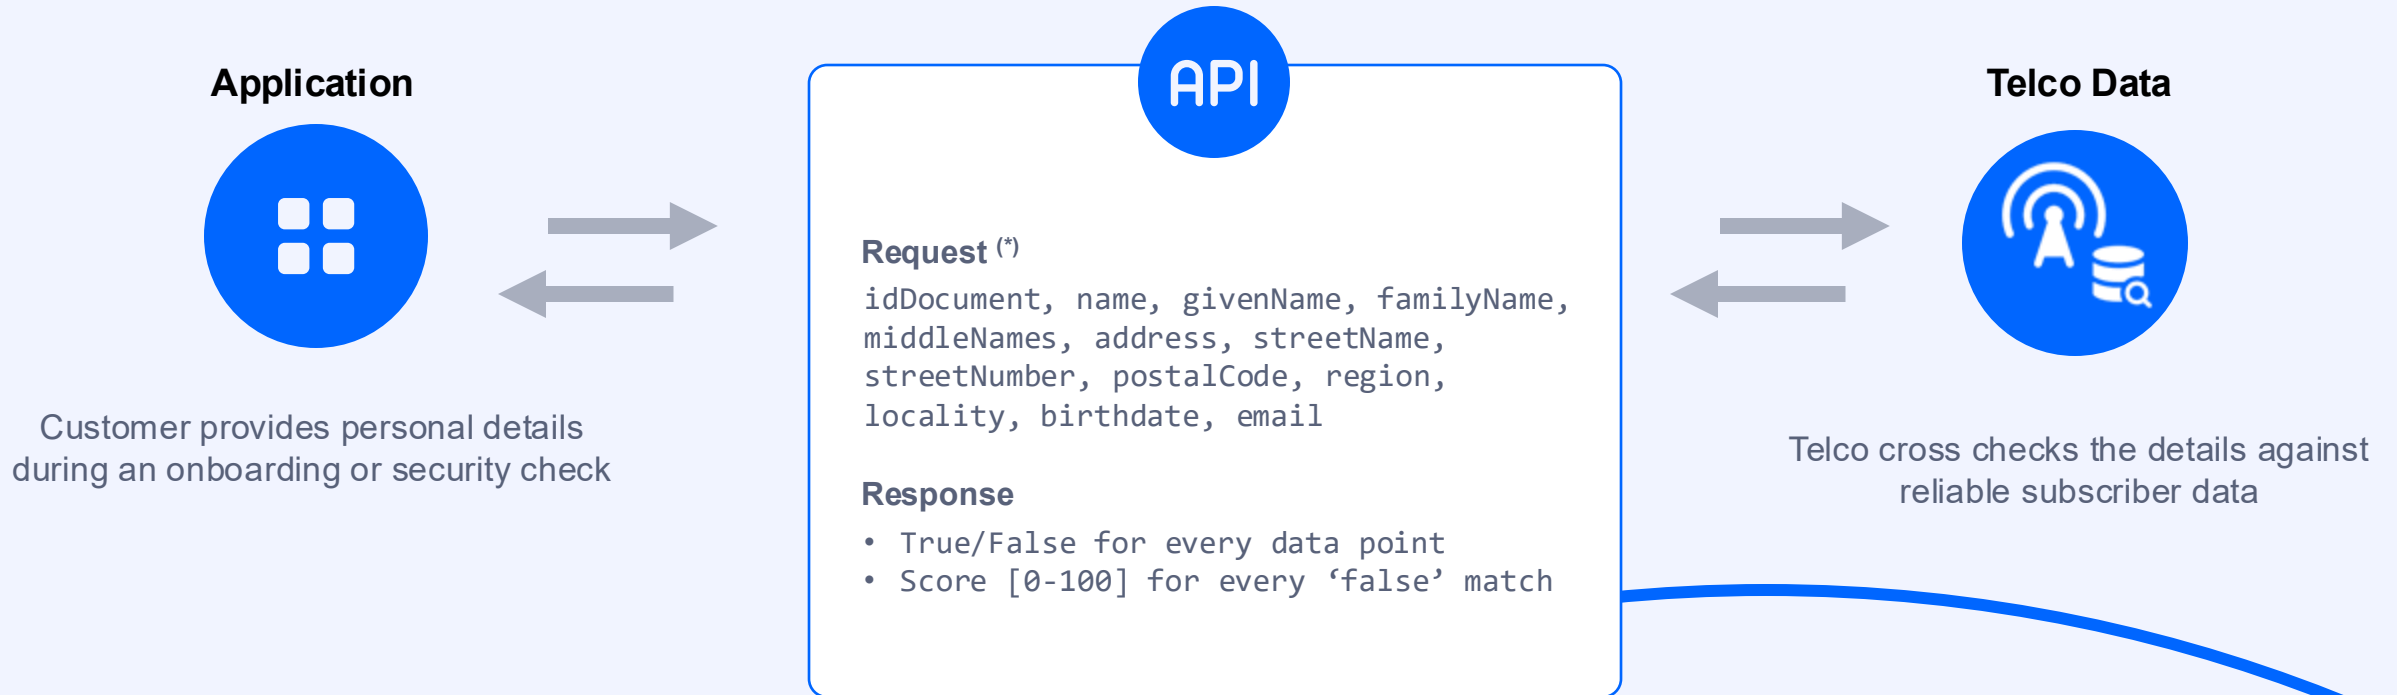 Application
Customer provides personal details
during an onboarding or security check
API
Request (*)
idDocument, name, givenName, familyName,
middleNames, address, streetName,
streetNumber, postalCode, region,
locality, birthdate, email
Response
• True/False for every data point
• Score [0-100] for every ‘false’ match
Telco Data
Telco cross checks the details against
reliable subscriber data